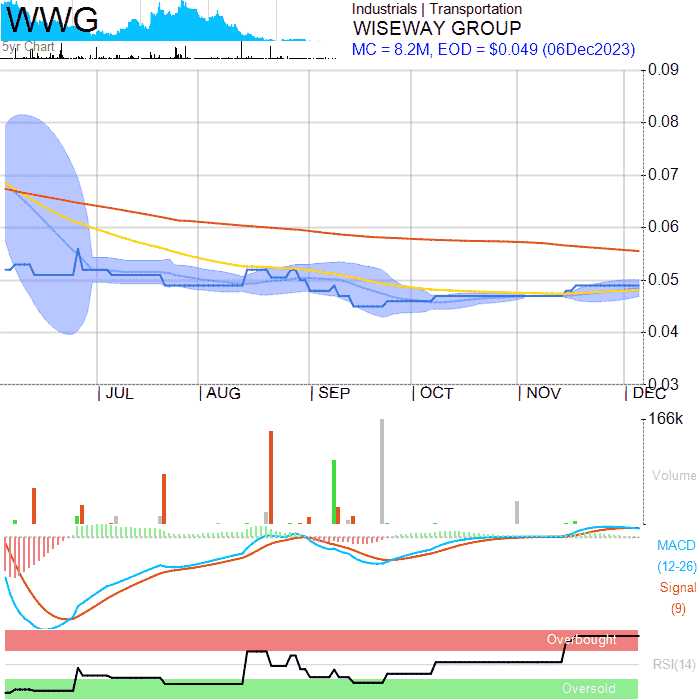 WWG
5yr Chart
Industrials | Transportation
WISEWAY GROUP
MC = 8.2M, EOD = $0.049 (06Dec2023)
0.09
0.08
0.07
0.06
0.05
0.04
0.03
JUL
AUG
SEP
OCT
NOV
DEC
166k
Volume
MACD
(12-26)
Signal
(9)
Overbought
RSI(14)
Oversold